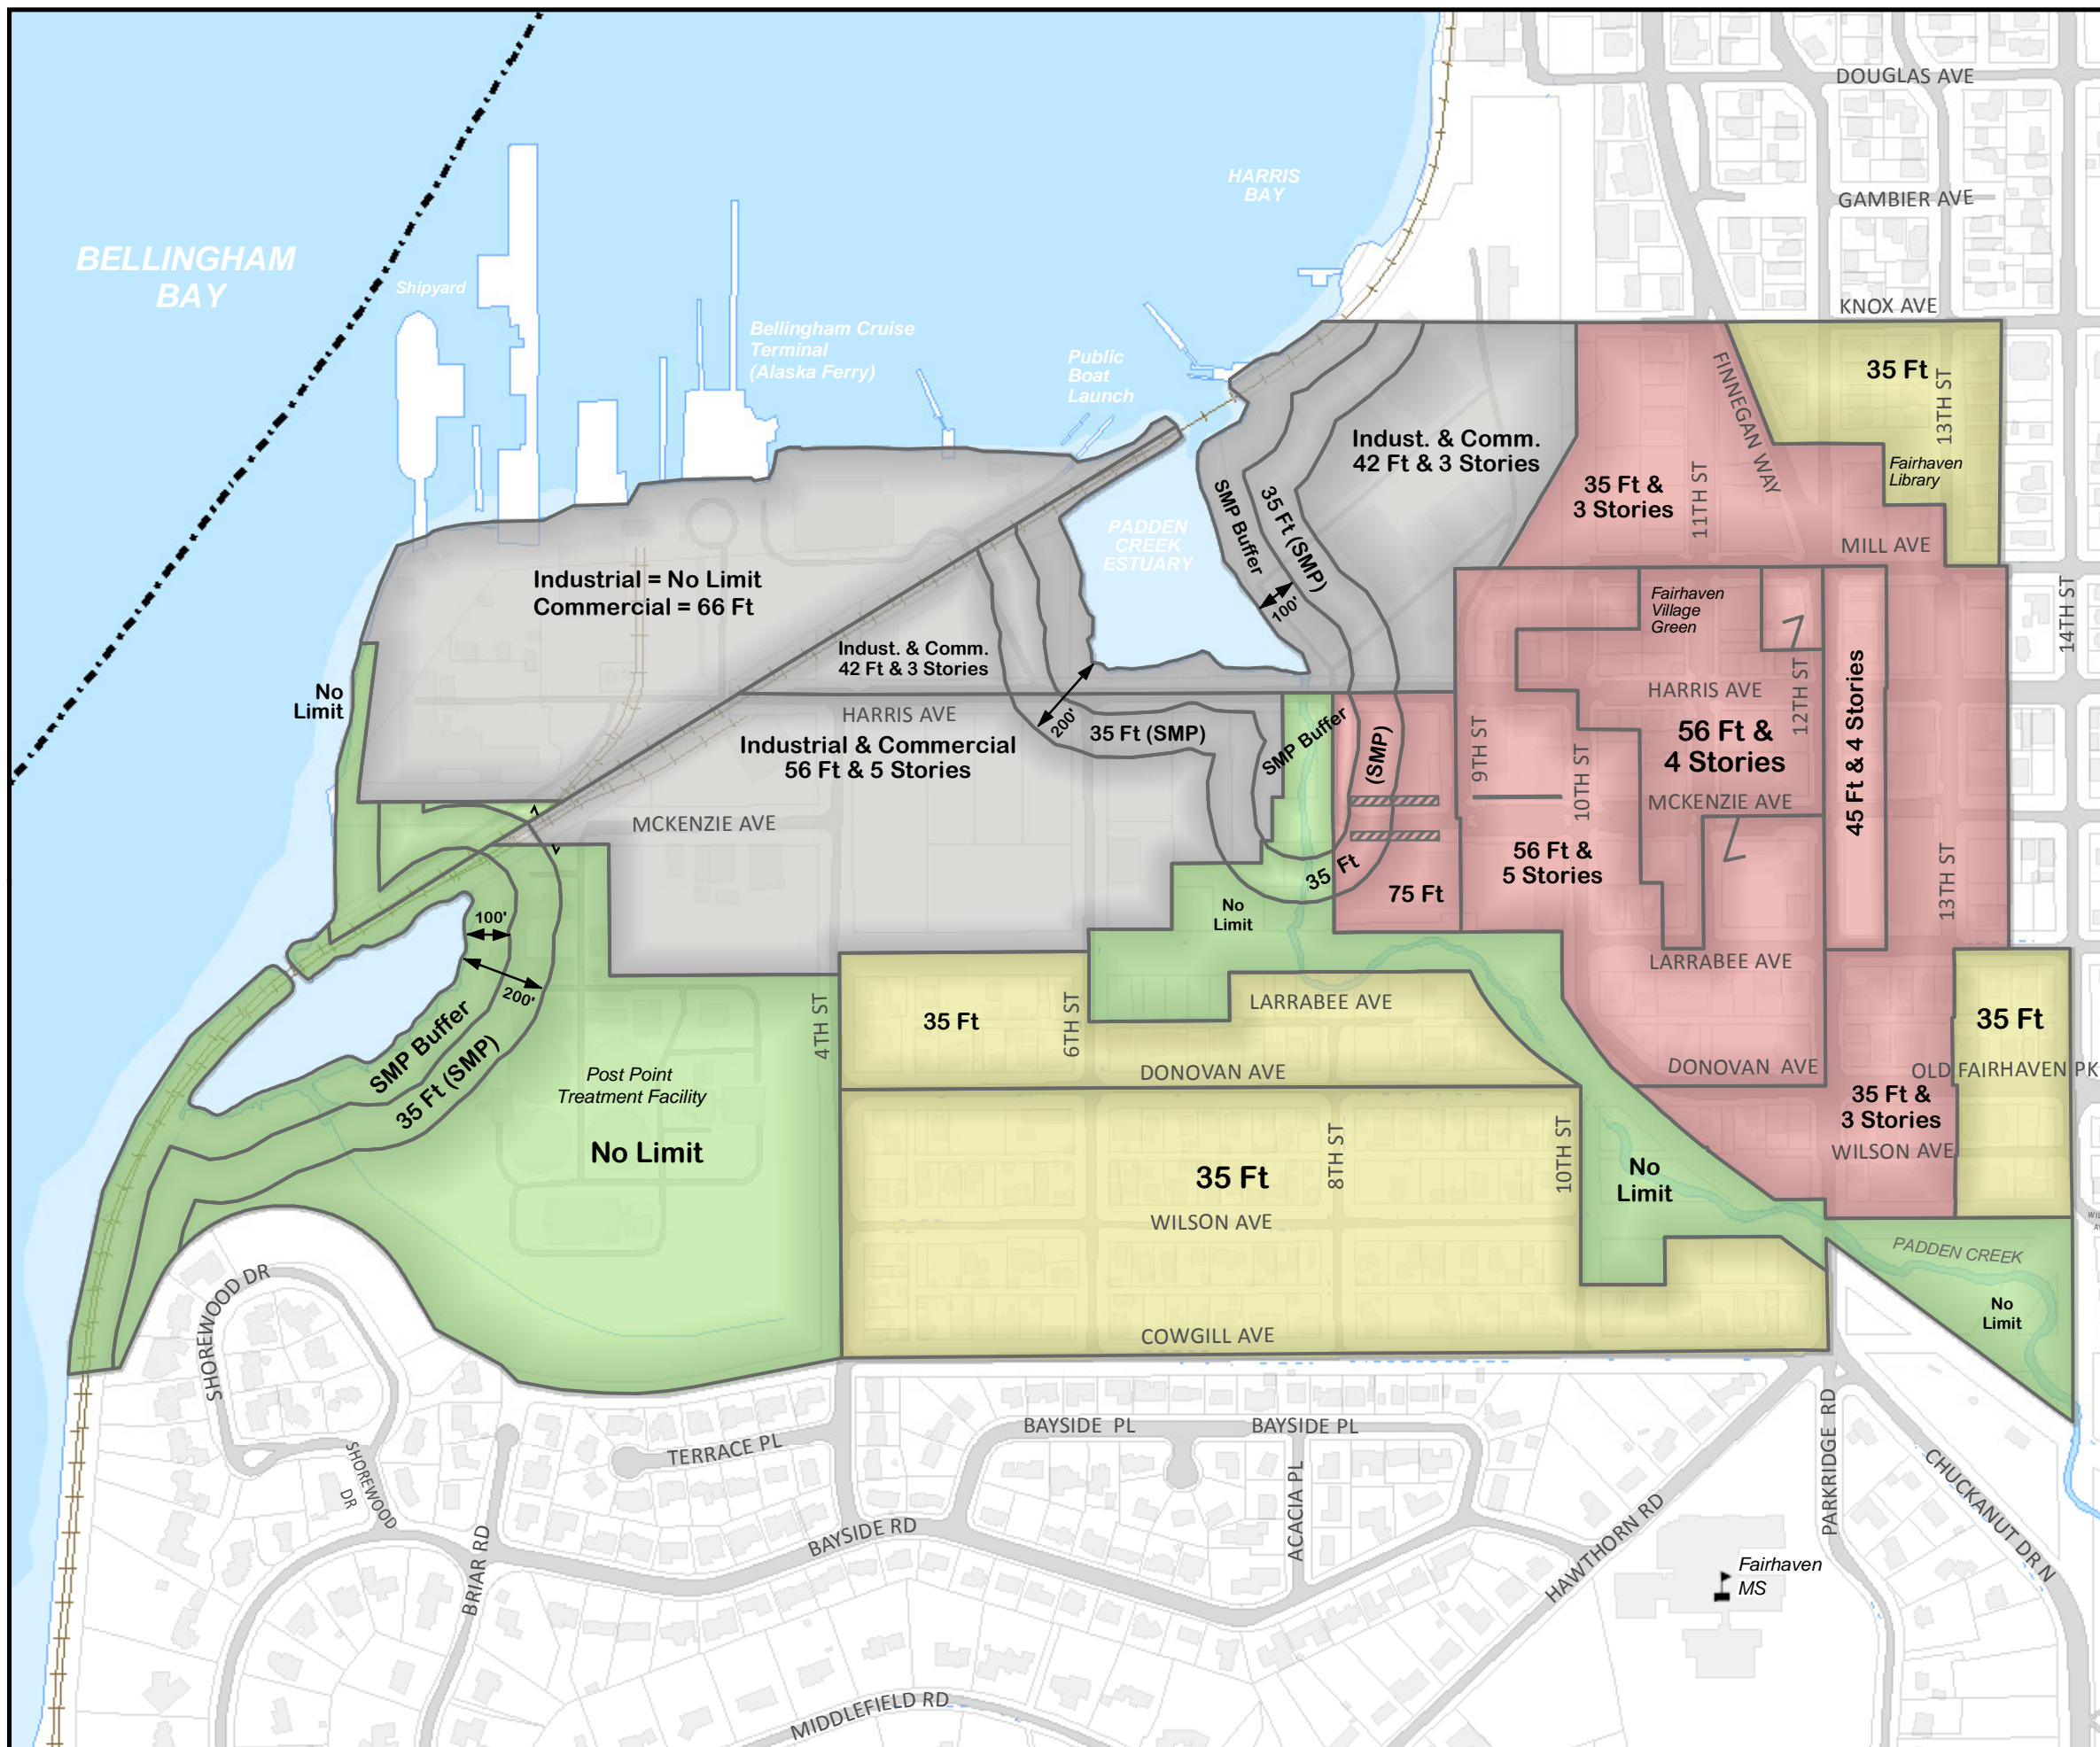 DOUGLAS AVE
HARRIS
BAY
GAMBIER AVE
BELLINGHAM
BAY
Shipyard
KNOX AVE
Bellingham Cruise
Terminal
(Alaska Ferry)
Public
Boat
Launch
FINNEGAN WAY
35 Ft
13TH ST
Indust. & Comm.
42 Ft & 3 Stories
Fairhaven
Library
35 Ft &
3 Stories
11TH ST
SMP Buffer
35 Ft (SMP)
PADDEN
CREEK
ESTUARY
MILL AVE
14TH ST
Industrial = No Limit
Commercial = 66 Ft
100'
Fairhaven
Village
Green
Indust. & Comm.
42 Ft & 3 Stories
No
Limit
HARRIS AVE
12TH ST
45 Ft & 4 Stories
HARRIS AVE
200'
35 Ft (SMP)
SMP Buffer
(SMP)
9TH ST
10TH ST
56 Ft &
4 Stories
Industrial & Commercial
56 Ft & 5 Stories
MCKENZIE AVE
MCKENZIE AVE
56 Ft &
5 Stories
35 Ft
75 Ft
13TH ST
No
Limit
100'
LARRABEE AVE
200'
4TH ST
35 Ft
6TH ST
LARRABEE AVE
35 Ft
SMP Buffer
35 Ft (SMP)
Post Point
Treatment Facility
DONOVAN AVE
DONOVAN AVE
OLD FAIRHAVEN PK
35 Ft &
3 Stories
No Limit
8TH ST
10TH ST
WILSON AVE
35 Ft
No
Limit
WILSON AVE
PADDEN CREEK
No
Limit
SHOREWOOD DR
COWGILL AVE
BAYSIDE PL
BAYSIDE PL
TERRACE PL
SHOREWOOD
DR
ACACIA PL
PARKRIDGE RD
CHUCKANUT DR N
HAWTHORN RD
BAYSIDE RD
BRIAR RD
Fairhaven
MS
MIDDLEFIELD RD